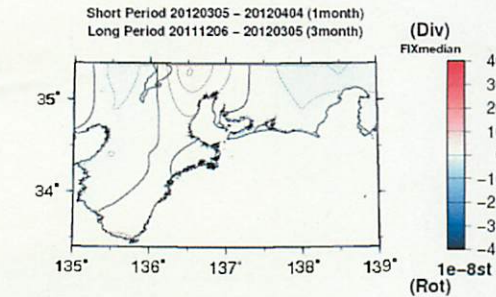 Short Period 20120305 – 20120404 (1month)
Long Period 20111206 – 20120305 (3month)
(Div)
FIXmedian
4
3
2
1
-1
-2
-3
-4
1e-8st
(Rot)
35°
34°
135° 136° 137° 138° 139°